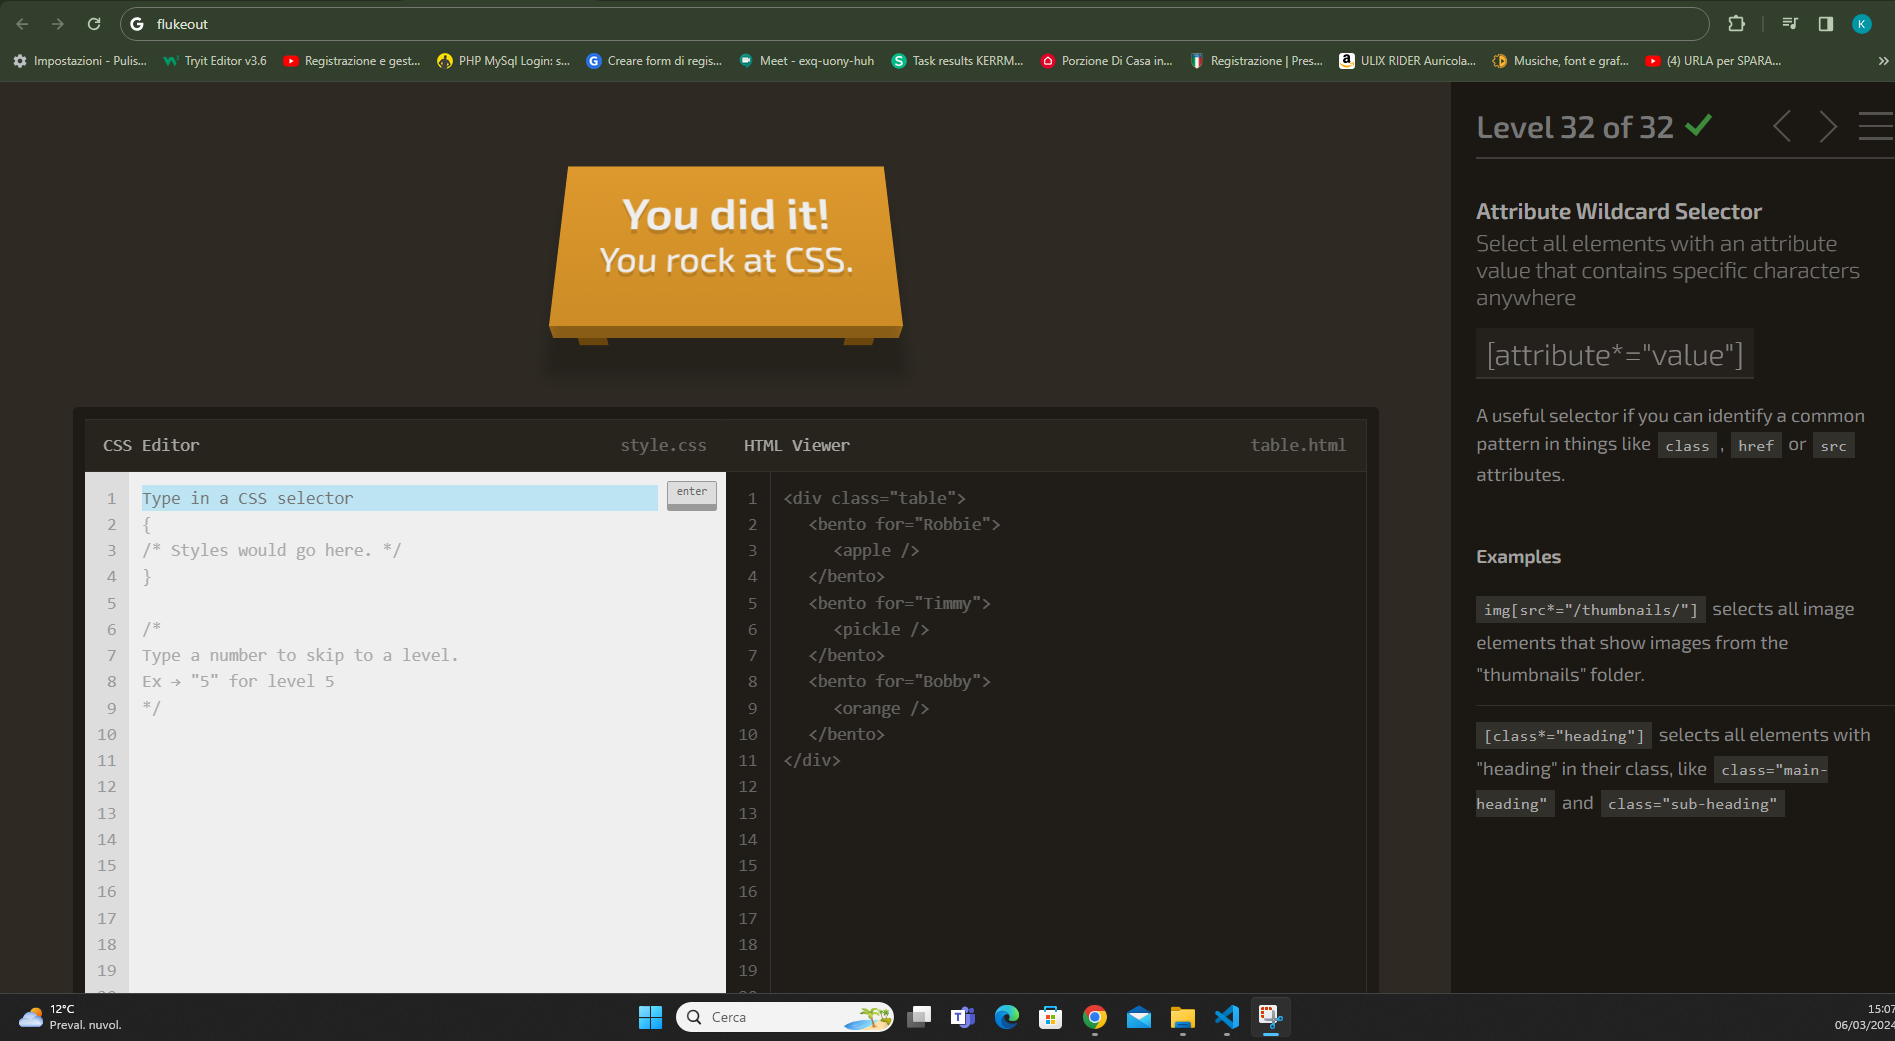 flukeout
K
Impostazioni - Pulis...
Tryit Editor v3.6
Registrazione e gest...
PHP MySql Login: s...
Creare form di regis...
Meet - exq-uony-huh
Task results KERRM...
Porzione Di Casa in...
Registrazione | Pres...
ULIX RIDER Auricola...
Musiche, font e graf...
(4) URLA per SPARA...
»
You did it!
You rock at CSS.
CSS Editor
style.css
HTML Viewer
table.html
1 Type in a CSS selector
enter
2 {
3 /* Styles would go here. */
4 }
5
6 /*
7 Type a number to skip to a level.
8 Ex → "5" for level 5
9 */
10
11
12
13
14
15
16
17
18
19
1 <div class="table">
2 <bento for="Robbie">
3 <apple />
4 </bento>
5 <bento for="Timmy">
6 <pickle />
7 </bento>
8 <bento for="Bobby">
9 <orange />
10 </bento>
11 </div>
12
13
14
15
16
17
18
19
Level 32 of 32
Attribute Wildcard Selector
Select all elements with an attribute
value that contains specific characters
anywhere
[attribute*="value"]
A useful selector if you can identify a common
pattern in things like class , href or src
attributes.
Examples
img[src*="/thumbnails/"] selects all image
elements that show images from the
"thumbnails" folder.
[class*="heading"] selects all elements with
"heading" in their class, like class="main-
heading" and class="sub-heading"
12°C
Preval. nuvol.
Cerca
15:07
06/03/2024